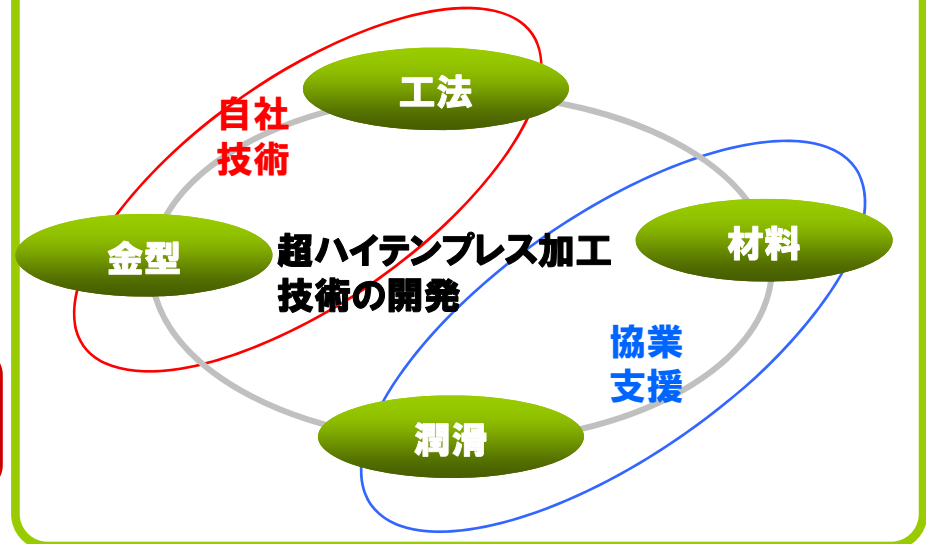 工法
自社
技術
金型
超ハイテンプレス加工
技術の開発
材料
協業
支援
潤滑